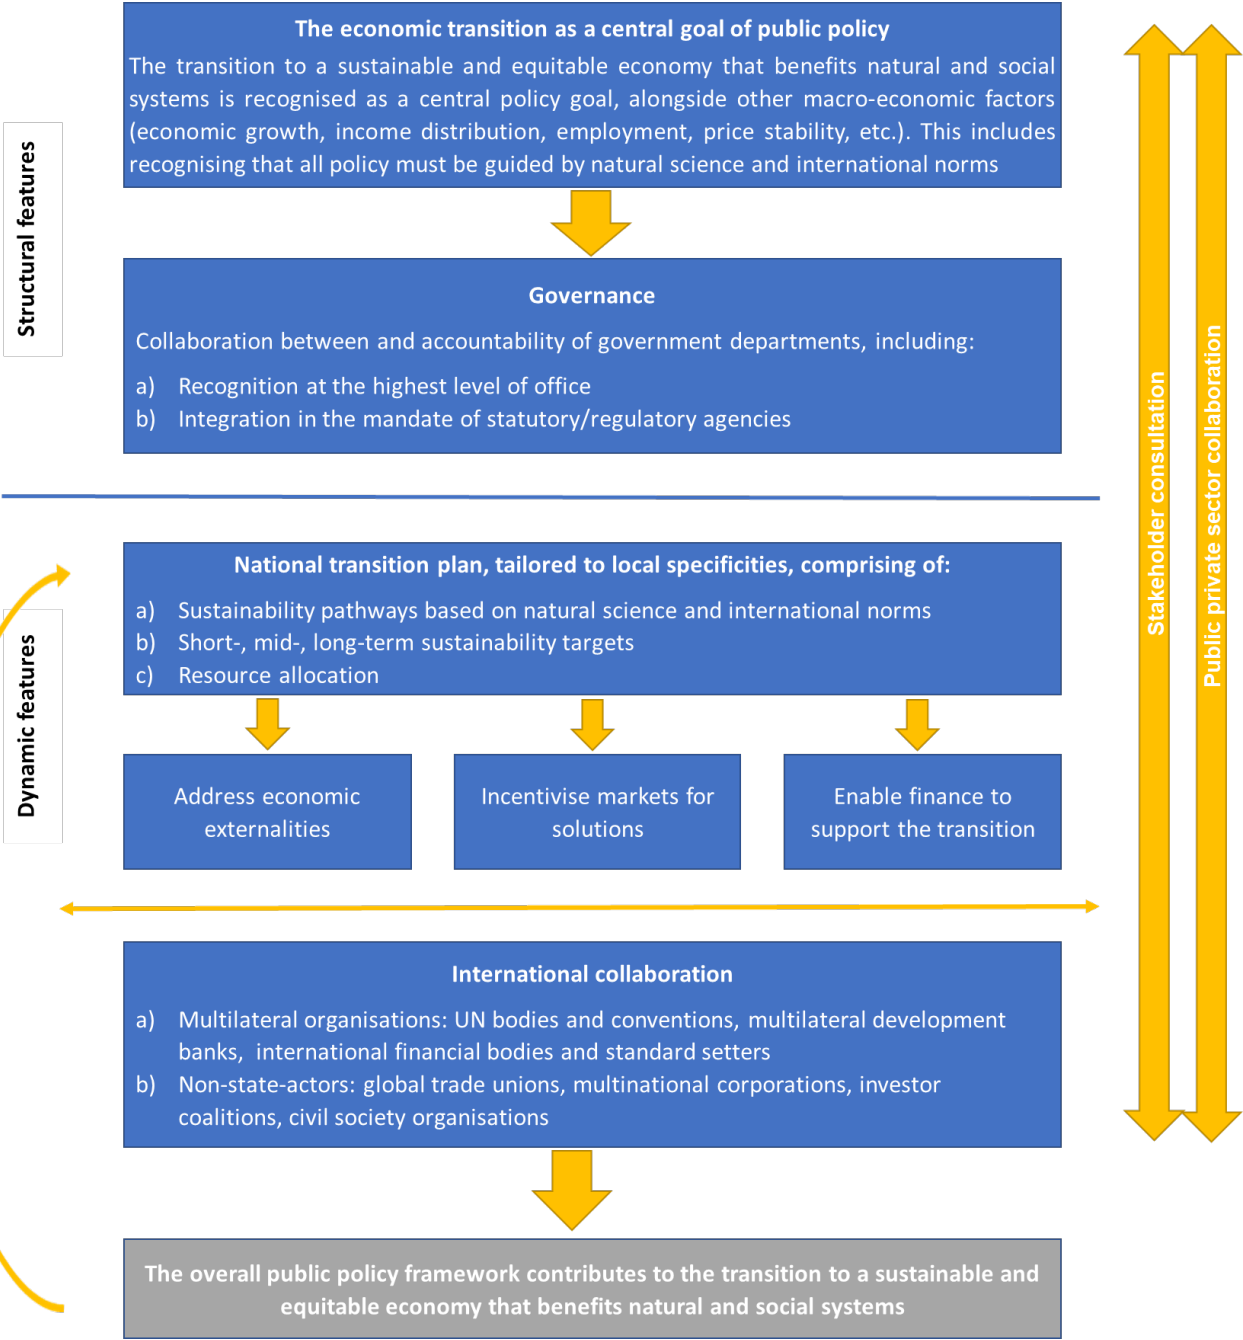 The economic transition as a central goal of public policy
The transition to a sustainable and equitable economy that benefits natural and social
systems is recognised as a central policy goal, alongside other macro-economic factors
(economic growth, income distribution, employment, price stability, etc.). This includes
recognising that all policy must be guided by natural science and international norms
Structural features
Governance
Collaboration between and accountability of government departments, including:
a) Recognition at the highest level of office
b) Integration in the mandate of statutory/regulatory agencies
National transition plan, tailored to local specificities, comprising of:
a) Sustainability pathways based on natural science and international norms
b) Short-, mid-, long-term sustainability targets
c) Resource allocation
Dynamic features
Address economic
externalities
Incentivise markets for
solutions
Enable finance to
support the transition
International collaboration
a) Multilateral organisations: UN bodies and conventions, multilateral development
banks, international financial bodies and standard setters
b) Non-state-actors: global trade unions, multinational corporations, investor
coalitions, civil society organisations
The overall public policy framework contributes to the transition to a sustainable and
equitable economy that benefits natural and social systems
Stakeholder consultation
Public private sector collaboration